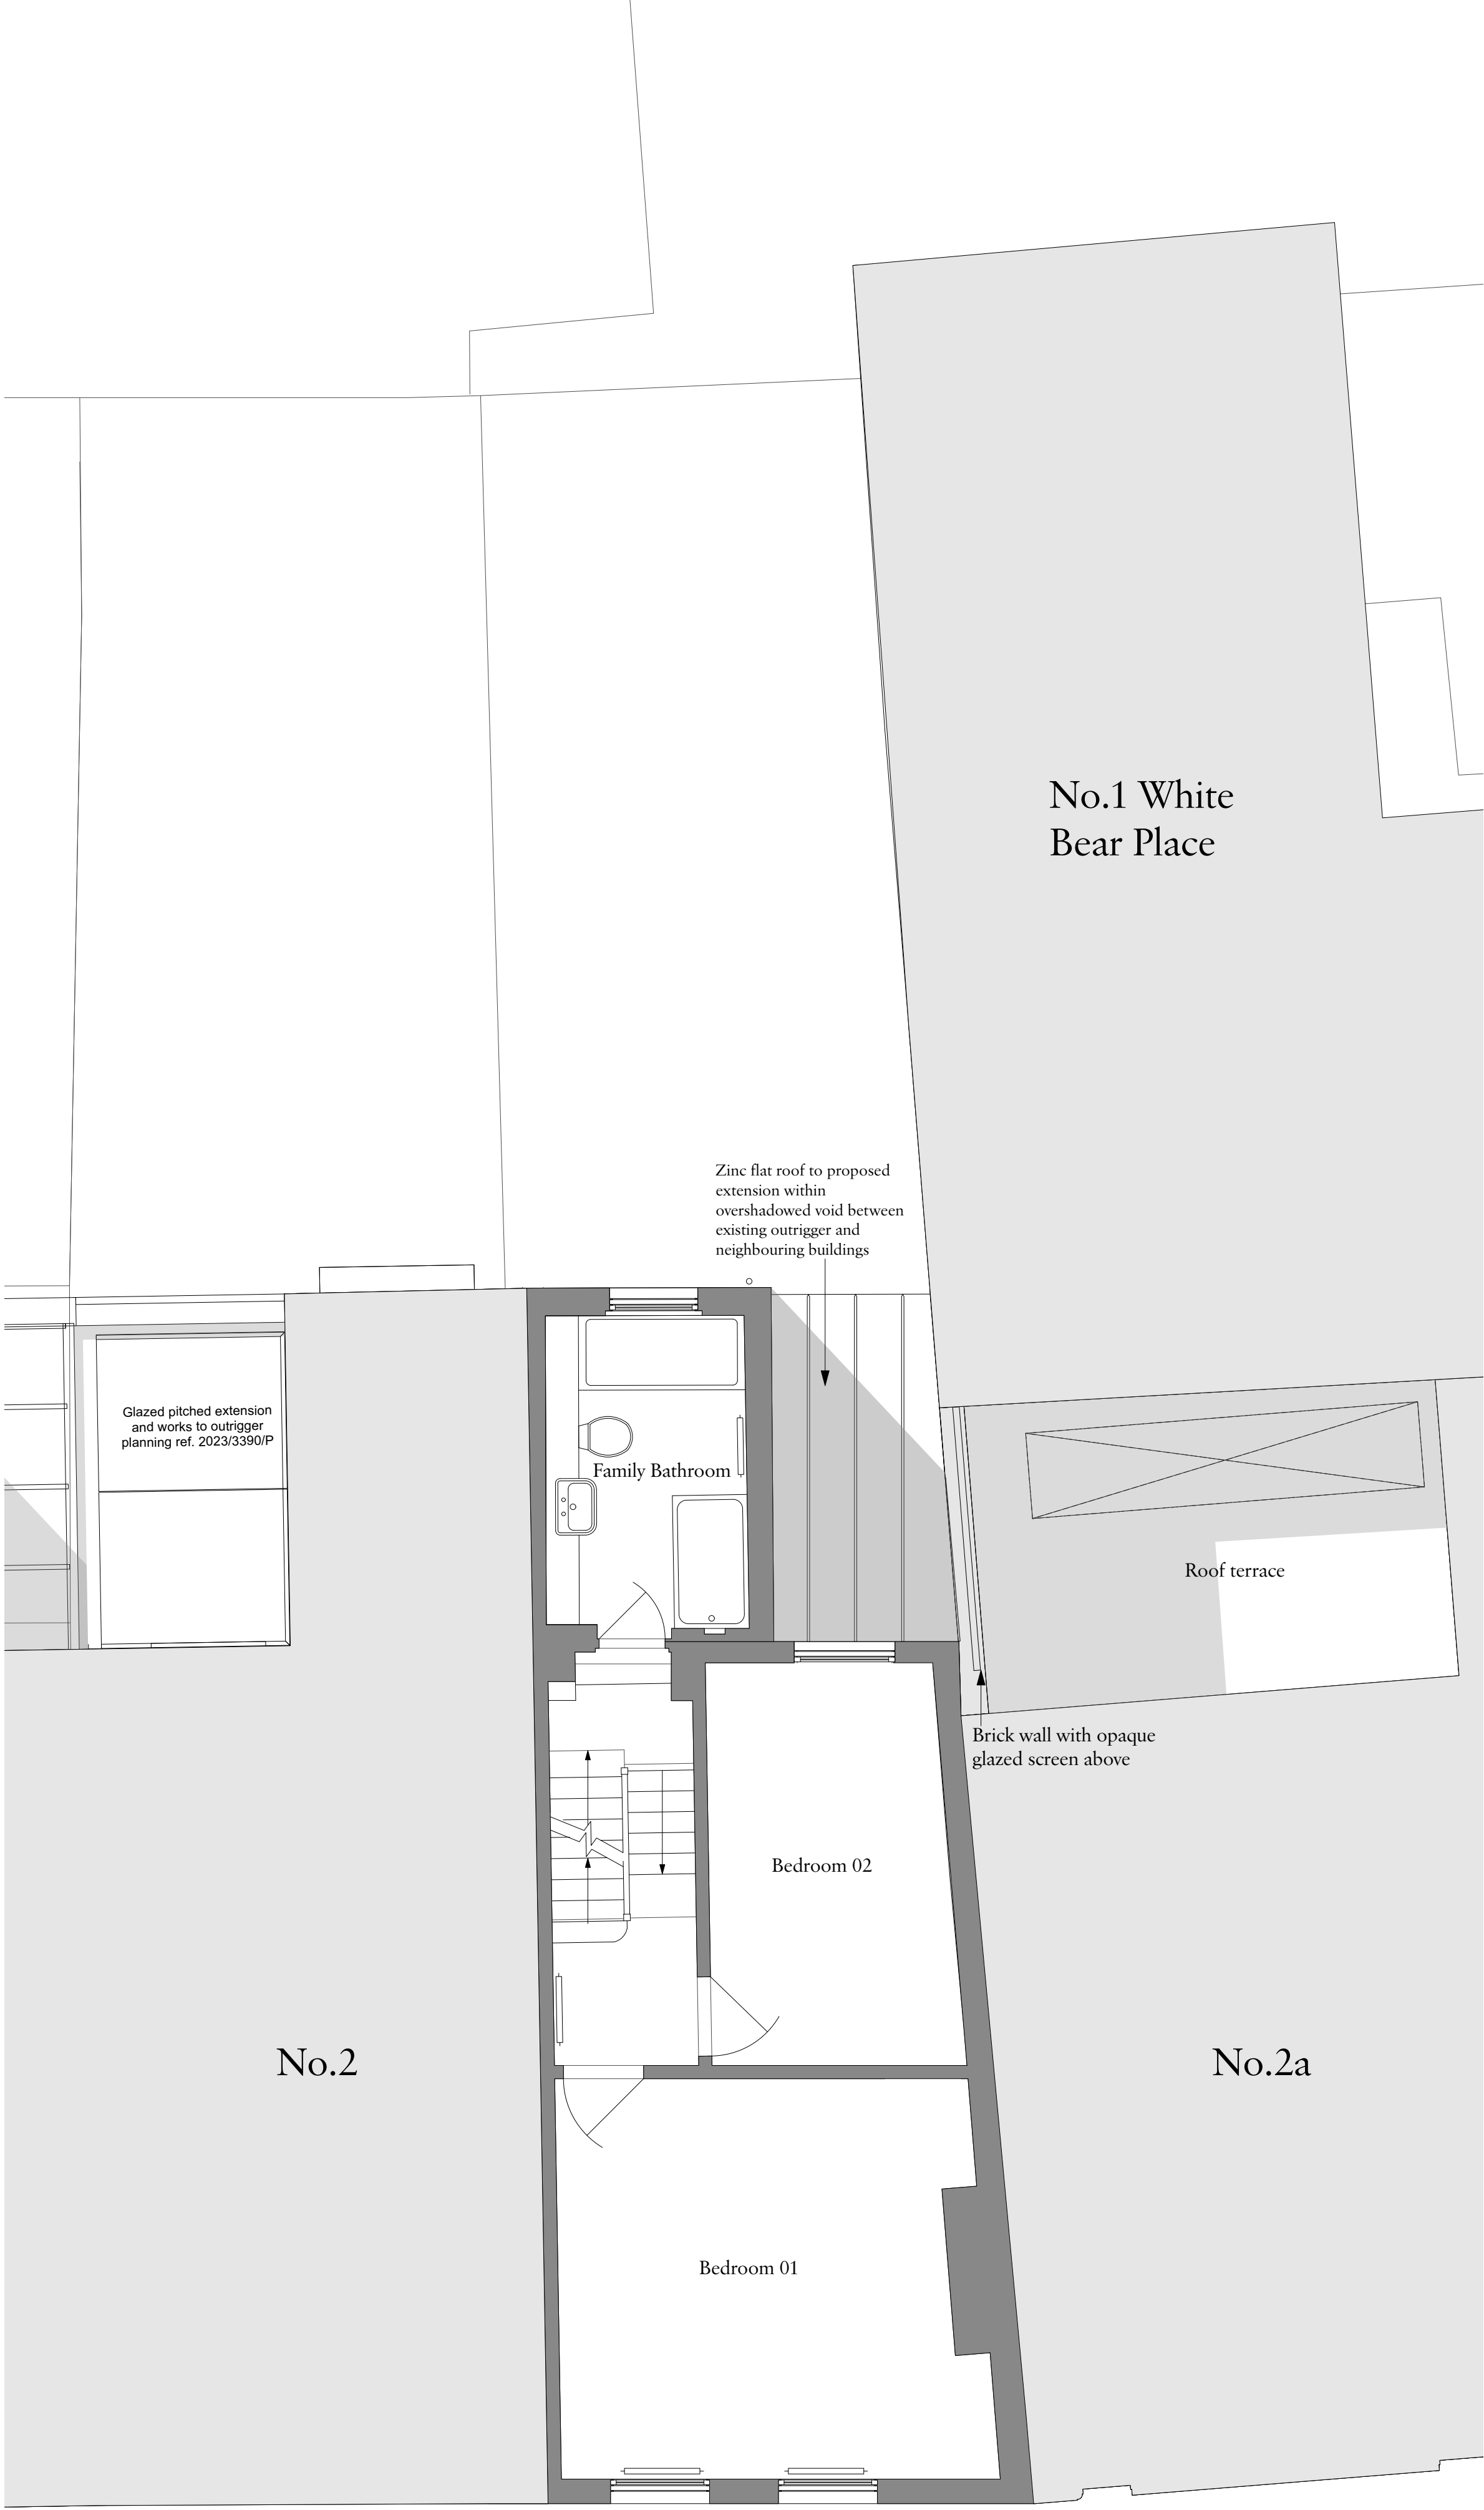 No.1 White
Bear Place
Zinc flat roof to proposed
extension within
overshadowed void between
existing outrigger and
neighbouring buildings
Glazed pitched extension
and works to outrigger
planning ref. 2023/3390/P
Family Bathroom
Roof terrace
Brick wall with opaque
glazed screen above
Bedroom 02
No.2
No.2a
Bedroom 01